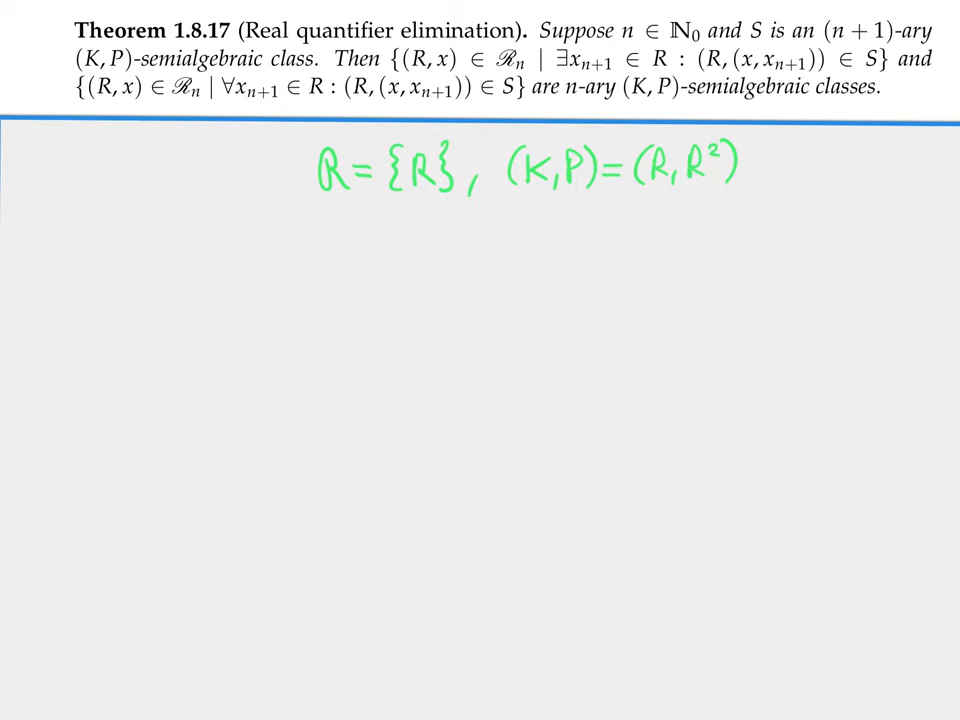 Theorem 1.8.17 (Real quantifier elimination). Suppose n ∈ ℕ₀ and S is an (n + 1)-ary
(K, P)-semialgebraic class. Then {(R, x) ∈ ℛₙ | ∃xₙ₊₁ ∈ R : (R, (x, xₙ₊₁)) ∈ S} and
{(R, x) ∈ ℛₙ | ∀xₙ₊₁ ∈ R : (R, (x, xₙ₊₁)) ∈ S} are n-ary (K, P)-semialgebraic classes.
ℛ = {R}, (K,P) = (R, R²)